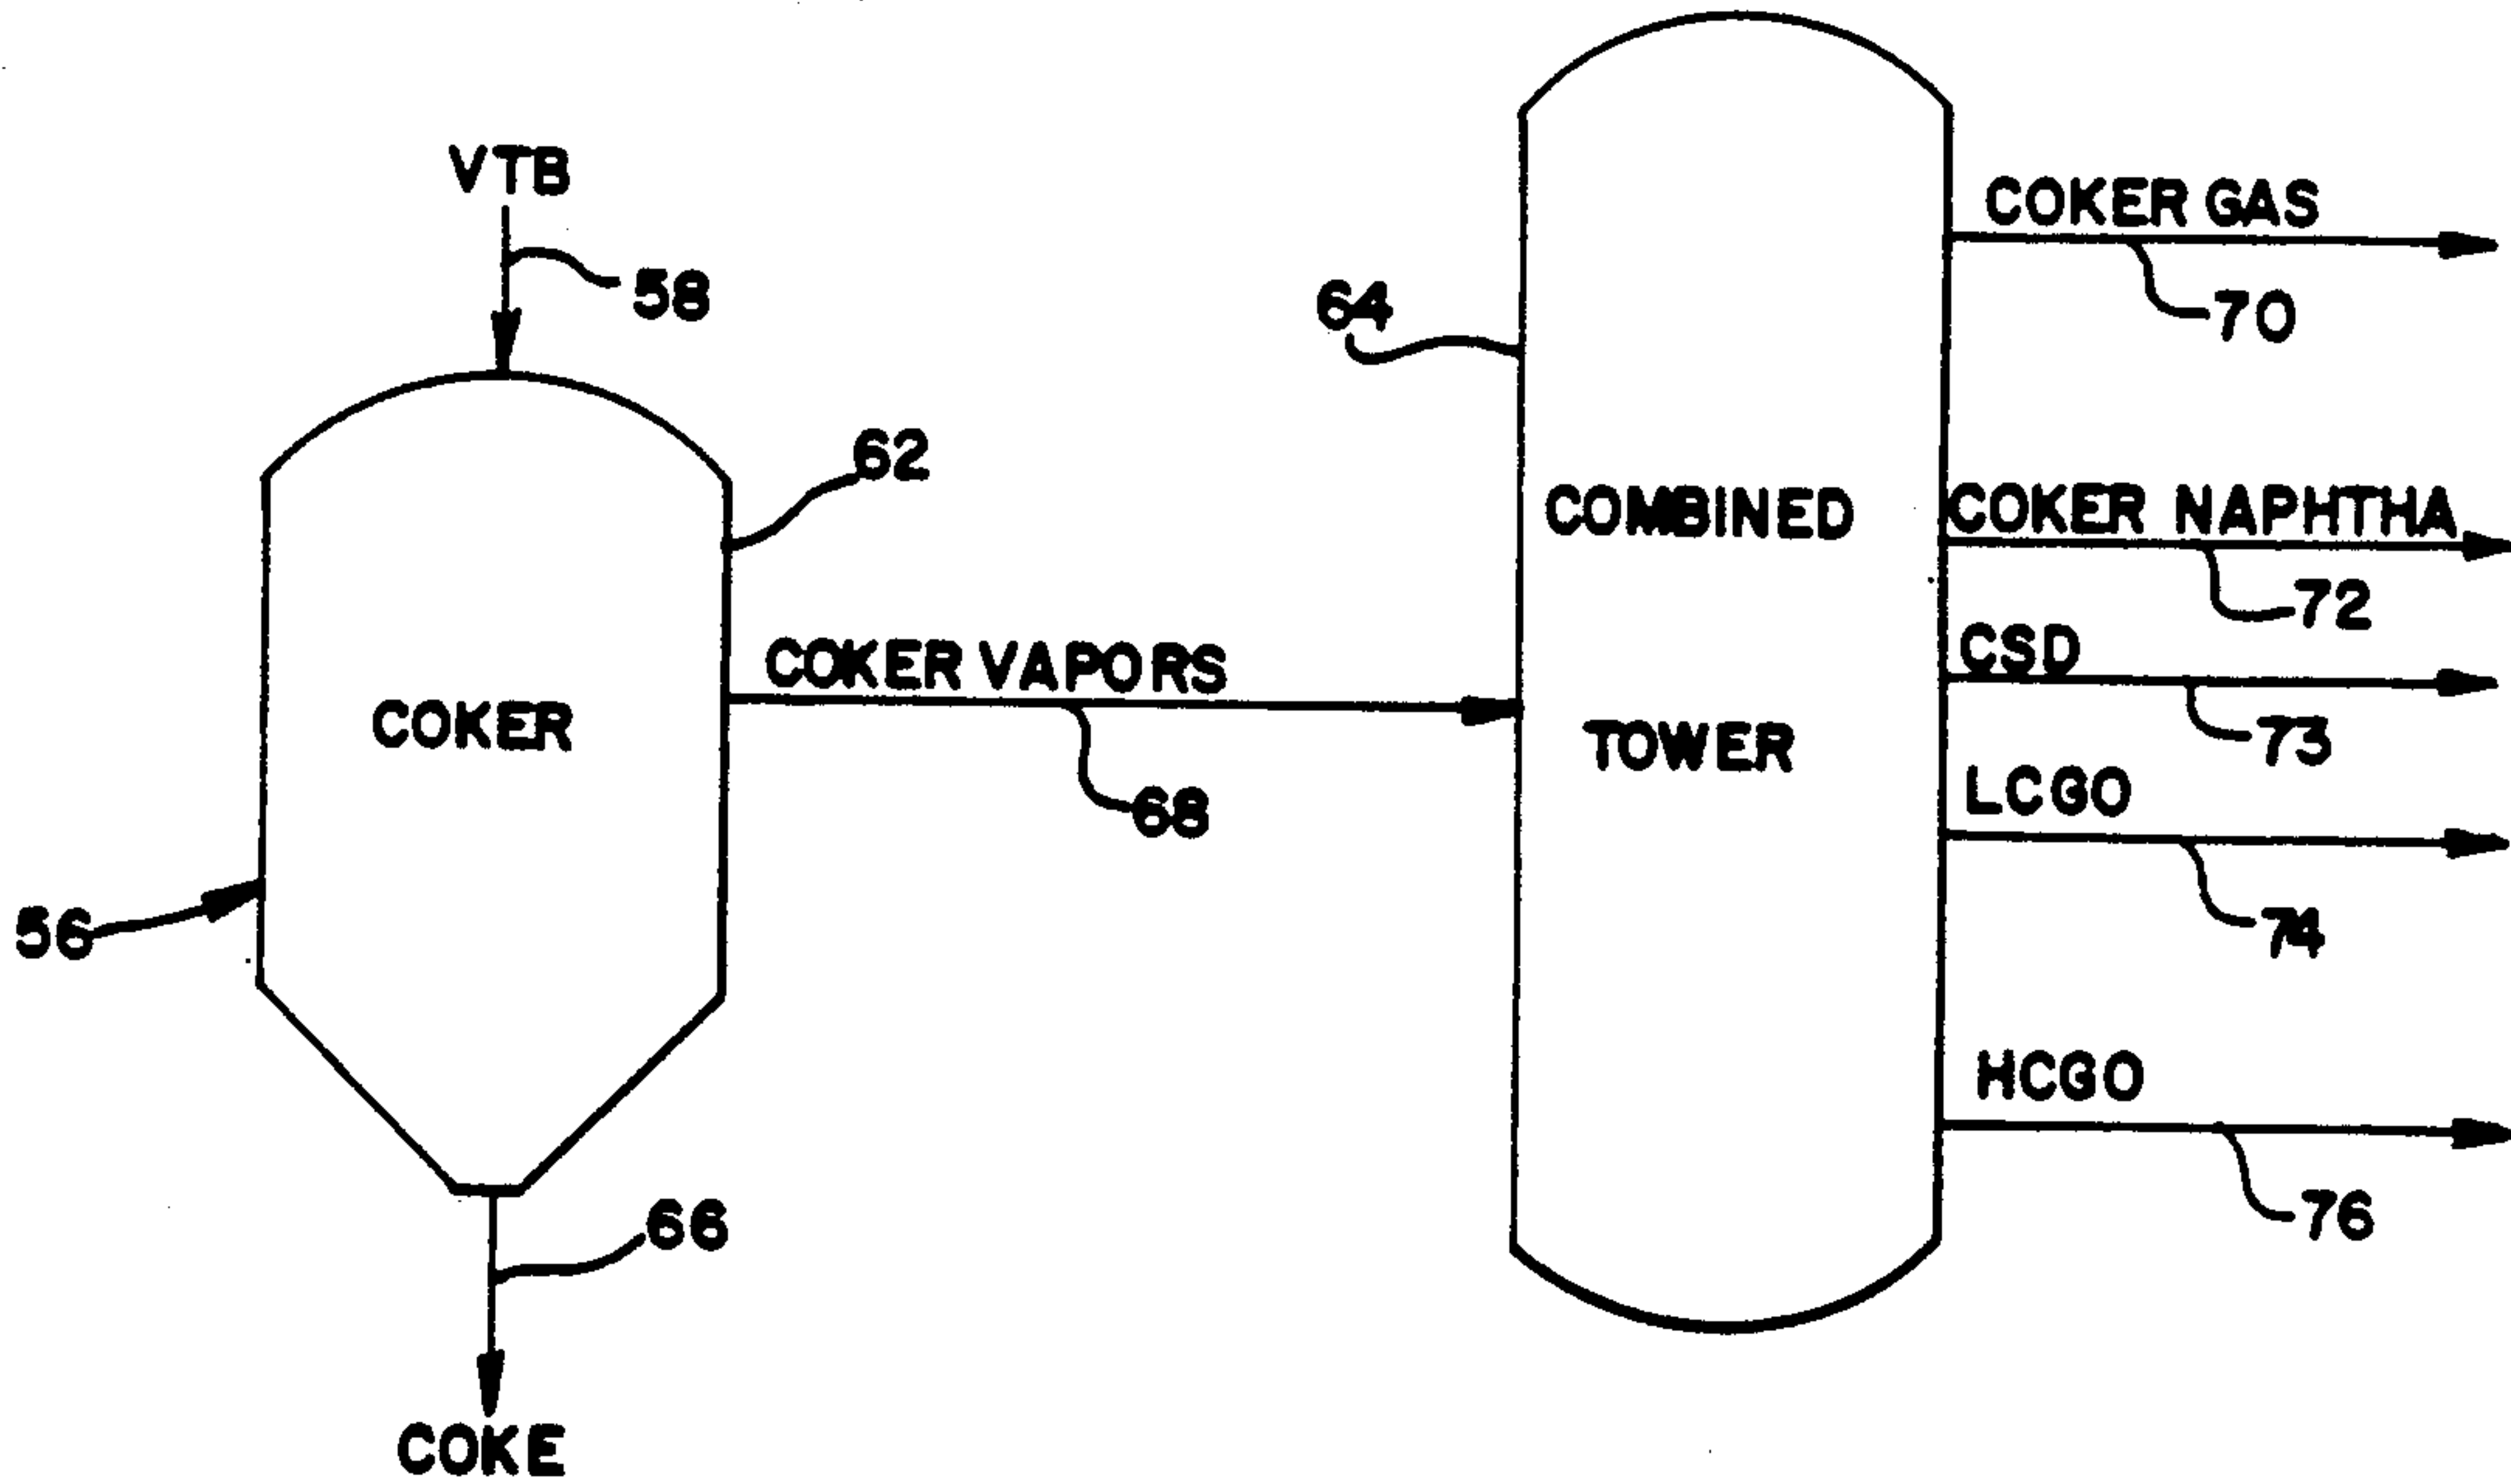 VTB
58
62
COKER
56
COKER VAPORS
68
66
COKE
64
COMBINED
TOWER
COKER GAS
70
COKER NAPHTHA
72
CSD
73
LCGO
74
HCGO
76